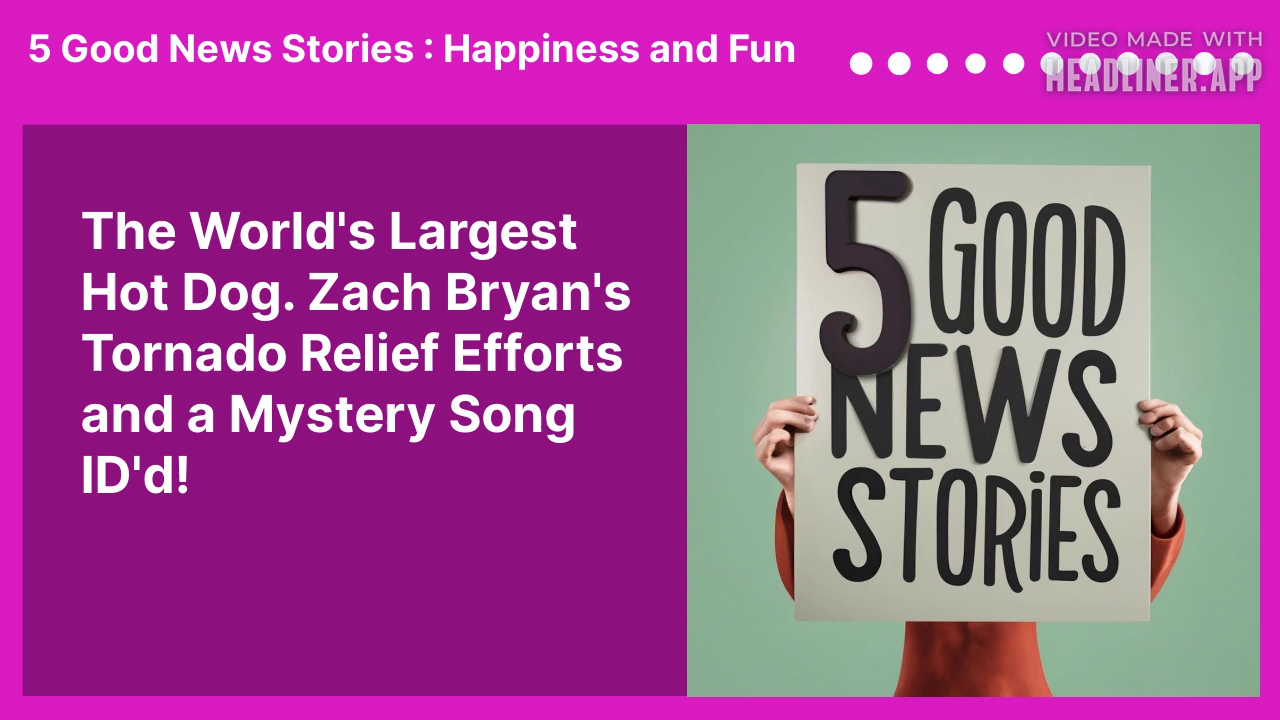 5 Good News Stories : Happiness and Fun
VIDEO MADE WITH
HEADLINER.APP
The World's Largest
Hot Dog. Zach Bryan's
Tornado Relief Efforts
and a Mystery Song
ID'd!
5 GOOD
NEWS
STORiES